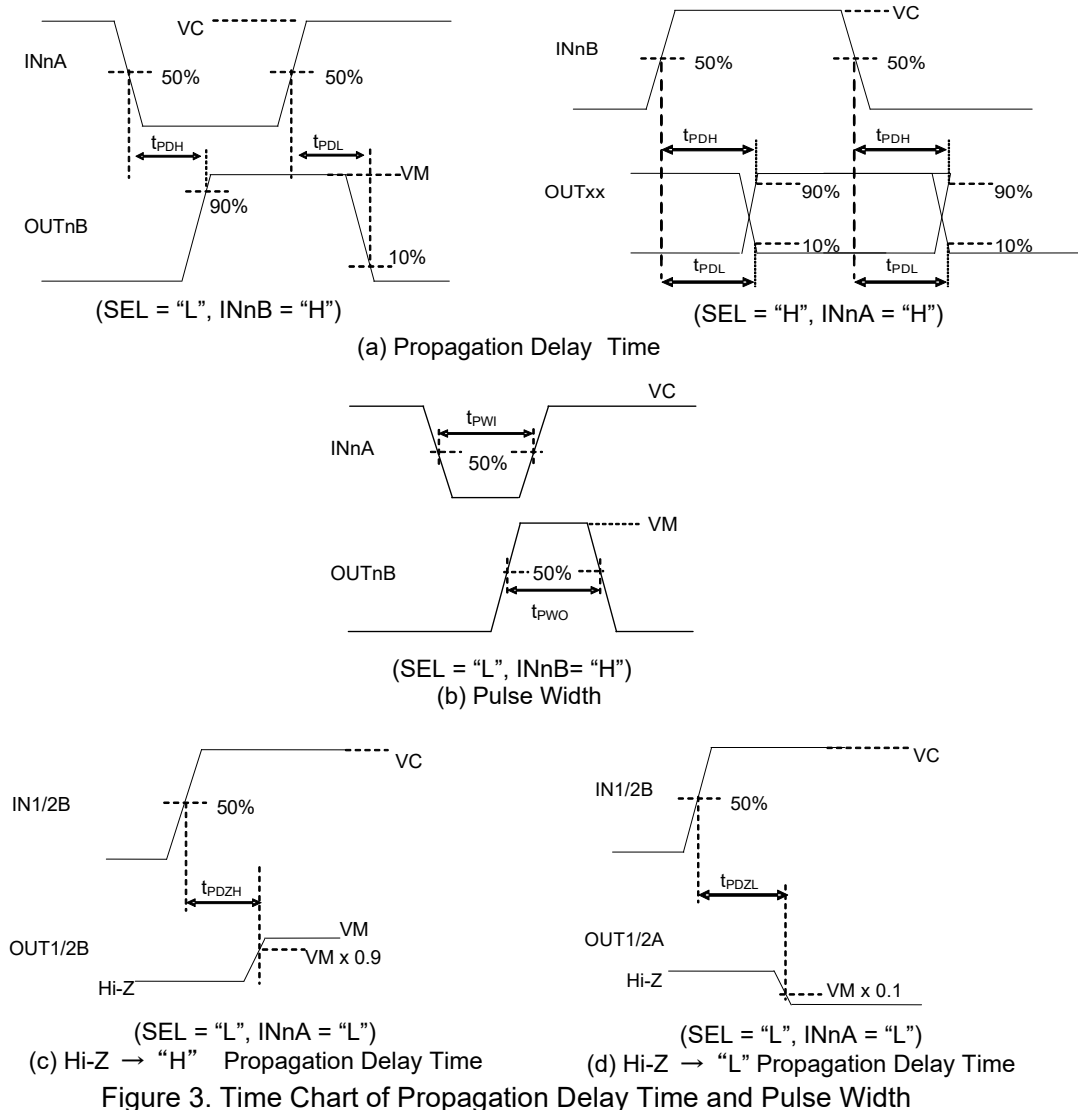 VC
INnA
50%
50%
tPDH
tPDL
VM
90%
OUTnB
10%
(SEL = “L”, INnB = “H”)
VC
INnB
50%
50%
tPDH
tPDH
OUTxx
90%
90%
10%
10%
tPDL
tPDL
(SEL = “H”, INnA = “H”)
(a) Propagation Delay Time
VC
tPWI
INnA
50%
VM
OUTnB
50%
tPWO
(SEL = “L”, INnB= “H”)
(b) Pulse Width
VC
IN1/2B
50%
tPDZH
VM
OUT1/2B
VM x 0.9
Hi-Z
(SEL = “L”, INnA = “L”)
(c) Hi-Z → “H” Propagation Delay Time
VC
IN1/2B
50%
tPDZL
OUT1/2A
Hi-Z
VM x 0.1
(SEL = “L”, INnA = “L”)
(d) Hi-Z → “L” Propagation Delay Time
Figure 3. Time Chart of Propagation Delay Time and Pulse Width